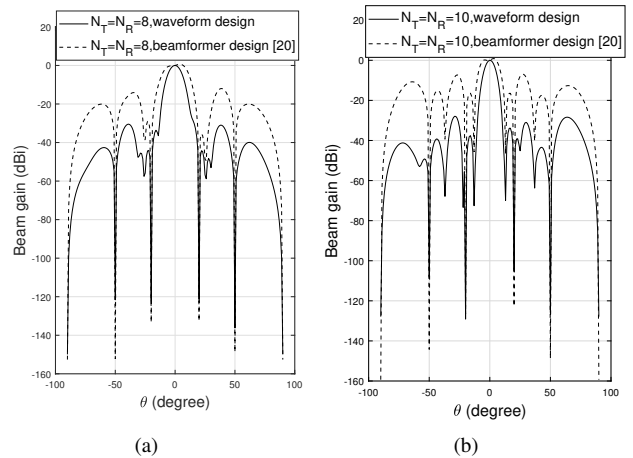 N_T=N_R=8,waveform design
N_T=N_R=8,beamformer design [20]
0
-20
-40
-60
-80
-100
-120
-140
-160
Beam gain (dBi)
-100
-50
0
50
100
θ (degree)
(a)
N_T=N_R=10,waveform design
N_T=N_R=10,beamformer design [20]
0
-20
-40
-60
-80
-100
-120
-140
-160
Beam gain (dBi)
-100
-50
0
50
100
θ (degree)
(b)